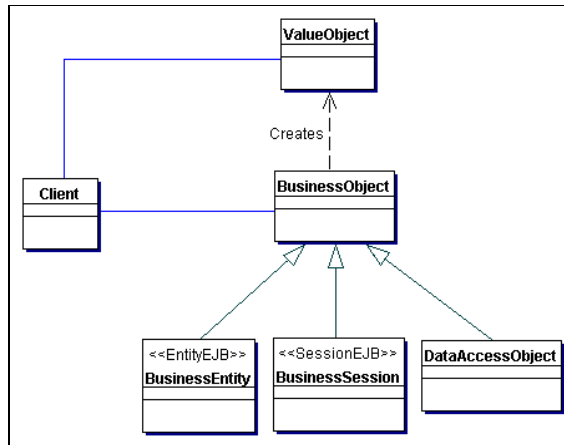 ValueObject
Creates
Client
BusinessObject
<<EntityEJB>>
BusinessEntity
<<SessionEJB>>
BusinessSession
DataAccessObject